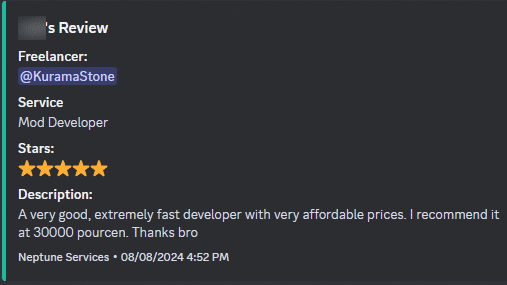 's Review
Freelancer:
@KuramaStone
Service
Mod Developer
Stars:
Description:
A very good, extremely fast developer with very affordable prices. I recommend it
at 30000 pourcen. Thanks bro
Neptune Services • 08/08/2024 4:52 PM